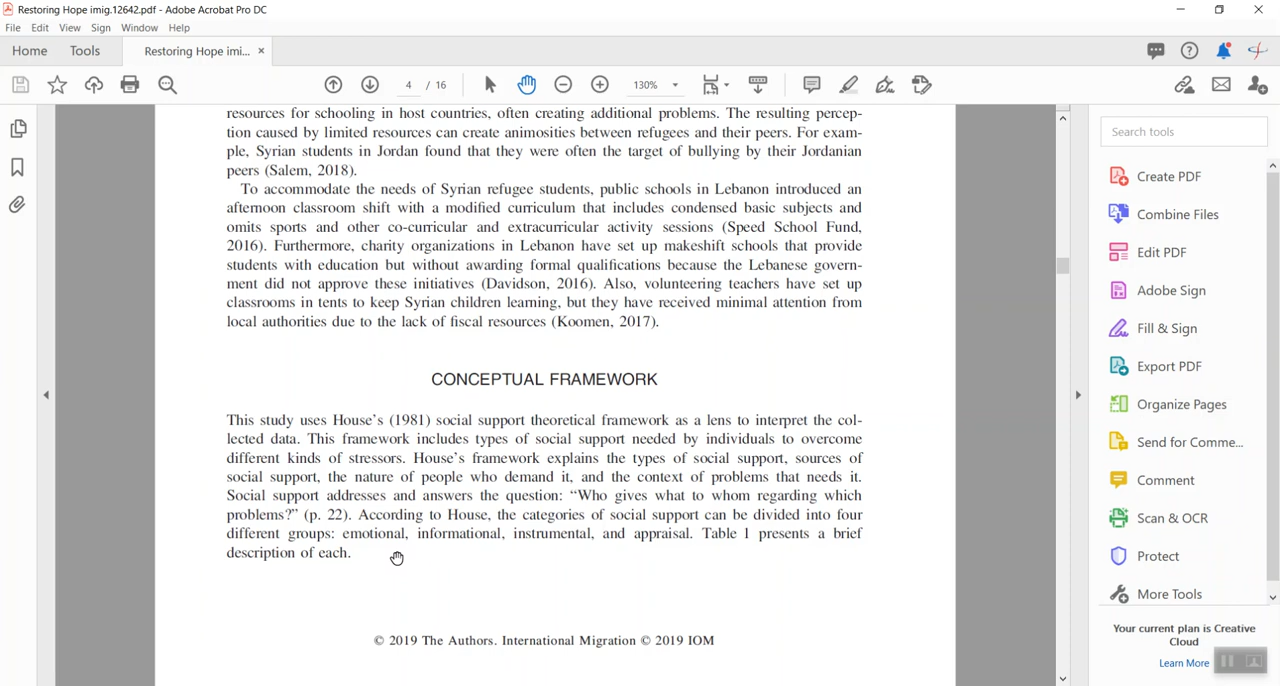 Restoring Hope imig.12642.pdf - Adobe Acrobat Pro DC
File Edit View Sign Window Help
Home Tools Restoring Hope imi... ×
4 / 16 130%
resources for schooling in host countries, often creating additional problems. The resulting percep-
tion caused by limited resources can create animosities between refugees and their peers. For exam-
ple, Syrian students in Jordan found that they were often the target of bullying by their Jordanian
peers (Salem, 2018).
To accommodate the needs of Syrian refugee students, public schools in Lebanon introduced an
afternoon classroom shift with a modified curriculum that includes condensed basic subjects and
omits sports and other co-curricular and extracurricular activity sessions (Speed School Fund,
2016). Furthermore, charity organizations in Lebanon have set up makeshift schools that provide
students with education but without awarding formal qualifications because the Lebanese govern-
ment did not approve these initiatives (Davidson, 2016). Also, volunteering teachers have set up
classrooms in tents to keep Syrian children learning, but they have received minimal attention from
local authorities due to the lack of fiscal resources (Koomen, 2017).
CONCEPTUAL FRAMEWORK
This study uses House's (1981) social support theoretical framework as a lens to interpret the col-
lected data. This framework includes types of social support needed by individuals to overcome
different kinds of stressors. House's framework explains the types of social support, sources of
social support, the nature of people who demand it, and the context of problems that needs it.
Social support addresses and answers the question: "Who gives what to whom regarding which
problems?" (p. 22). According to House, the categories of social support can be divided into four
different groups: emotional, informational, instrumental, and appraisal. Table 1 presents a brief
description of each.
© 2019 The Authors. International Migration © 2019 IOM
Search tools
Create PDF
Combine Files
Edit PDF
Adobe Sign
Fill & Sign
Export PDF
Organize Pages
Send for Comme...
Comment
Scan & OCR
Protect
More Tools
Your current plan is Creative
Cloud
Learn More